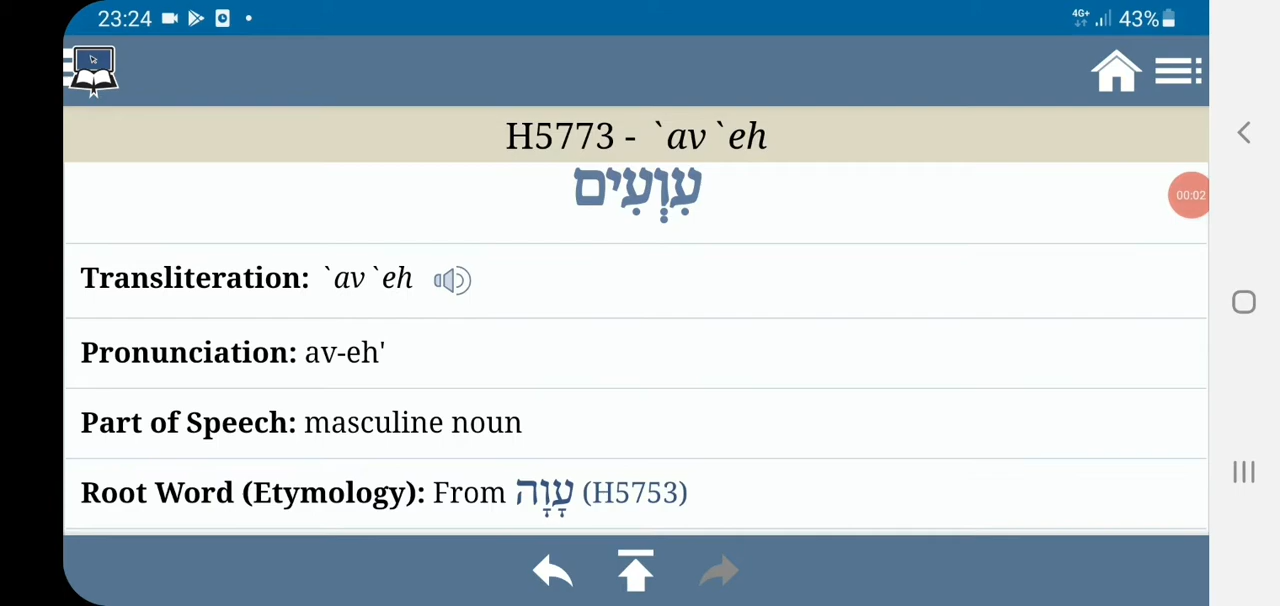 23:24
4G+ 43%
H5773 - `av`eh
עִוְעִים
00:02
Transliteration: `av`eh
Pronunciation: av-eh'
Part of Speech: masculine noun
Root Word (Etymology): From עָוָה (H5753)